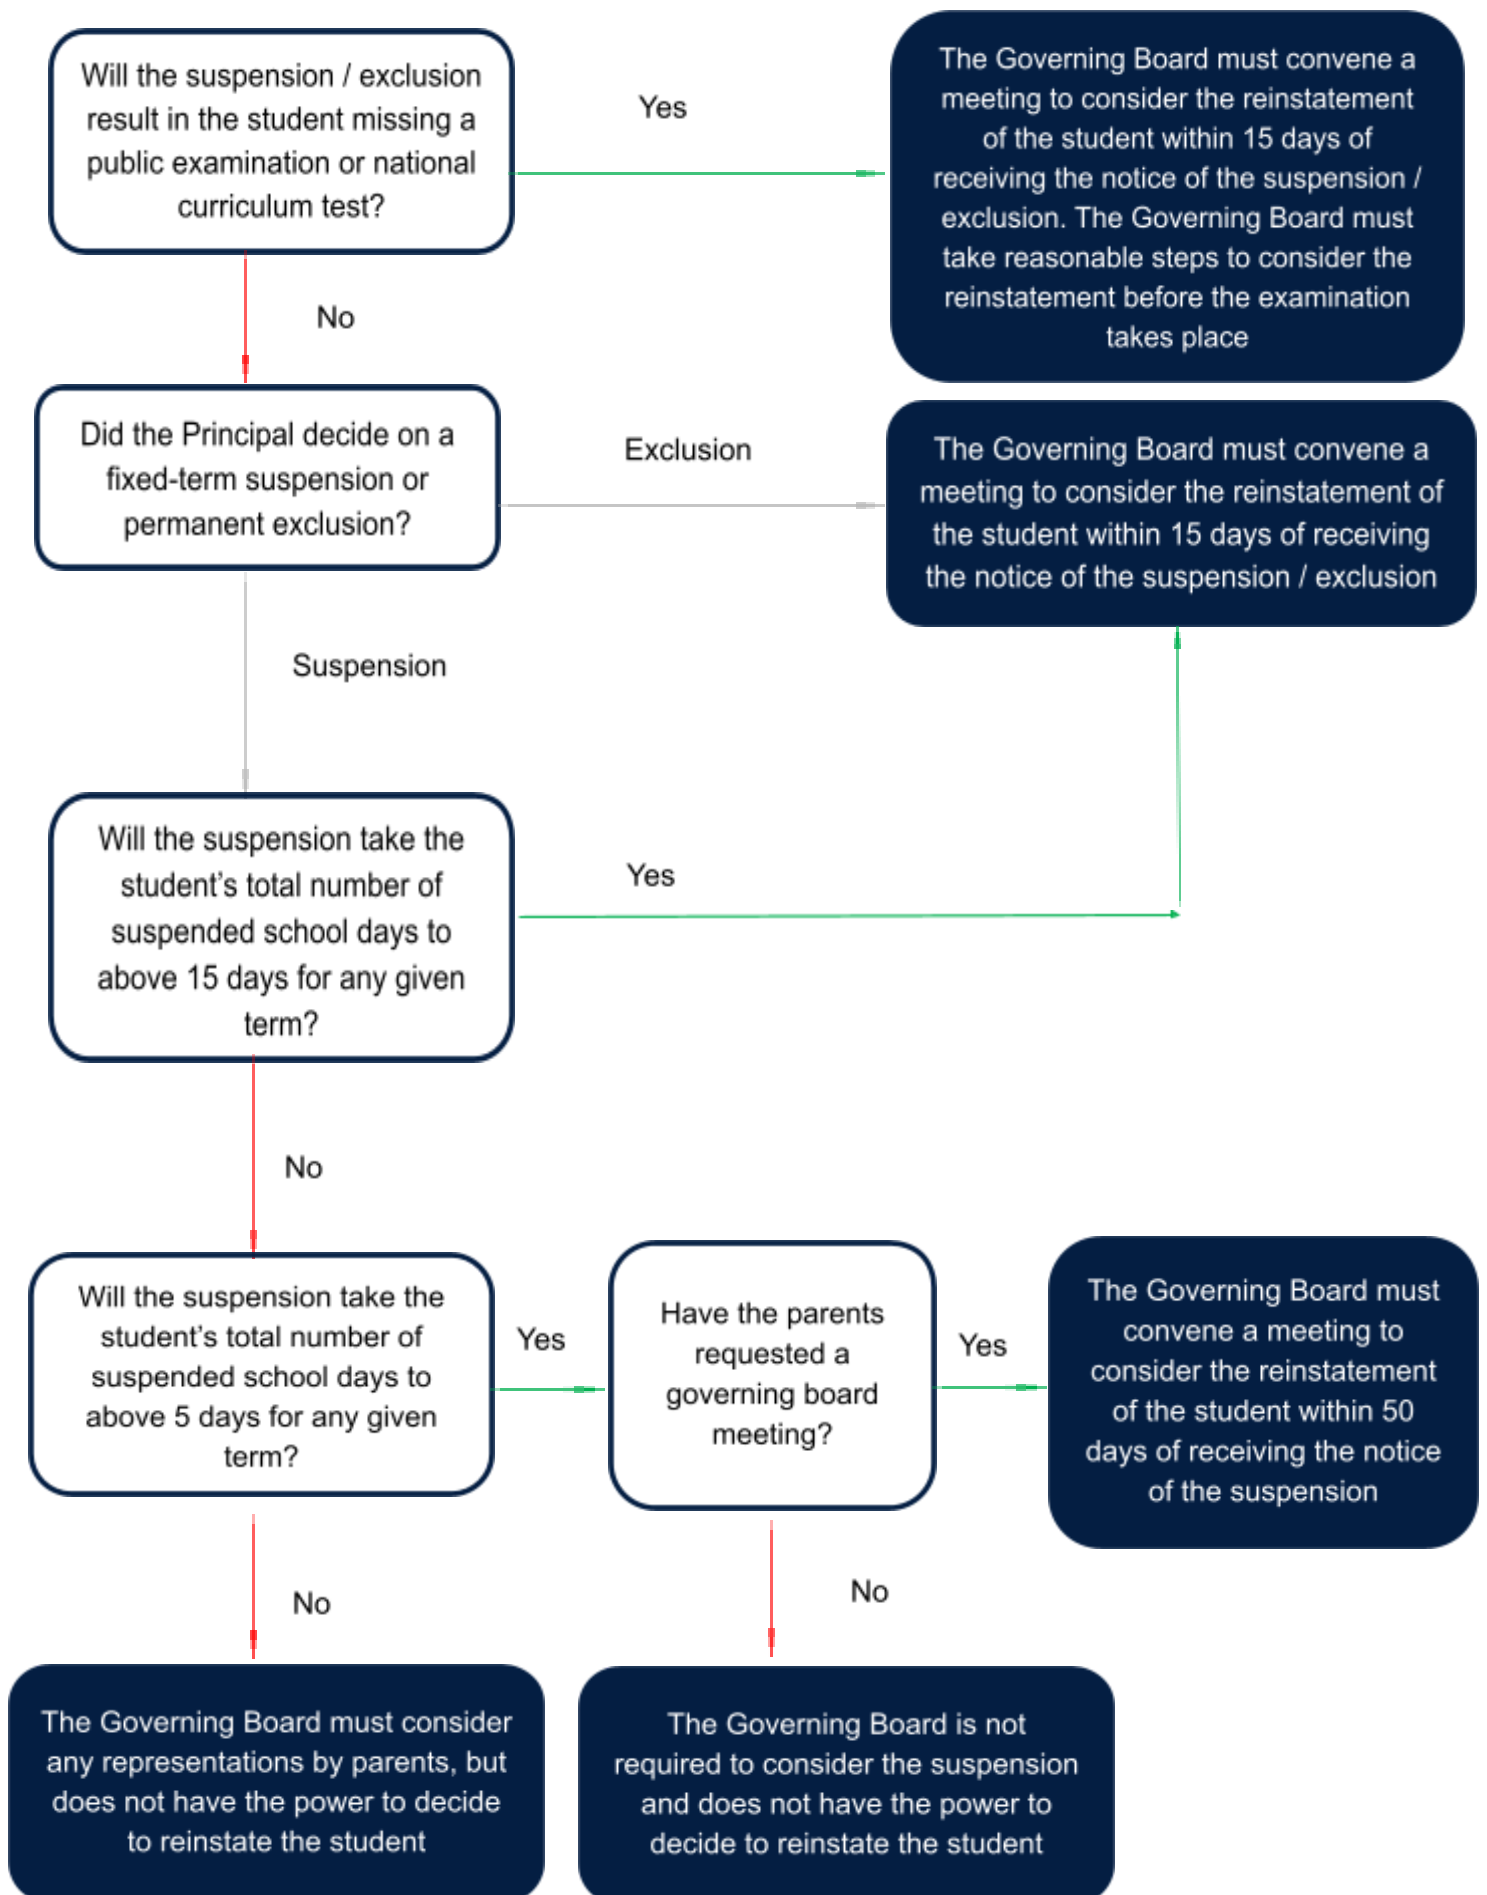 Will the suspension / exclusion
result in the student missing a
public examination or national
curriculum test?
Yes
The Governing Board must convene a
meeting to consider the reinstatement
of the student within 15 days of
receiving the notice of the suspension /
exclusion. The Governing Board must
take reasonable steps to consider the
reinstatement before the examination
takes place
No
Did the Principal decide on a
fixed-term suspension or
permanent exclusion?
Exclusion
The Governing Board must convene a
meeting to consider the reinstatement of
the student within 15 days of receiving
the notice of the suspension / exclusion
Suspension
Will the suspension take the
student’s total number of
suspended school days to
above 15 days for any given
term?
Yes
No
Will the suspension take the
student’s total number of
suspended school days to
above 5 days for any given
term?
Yes
Have the parents
requested a
governing board
meeting?
Yes
The Governing Board must
convene a meeting to
consider the reinstatement
of the student within 50
days of receiving the notice
of the suspension
No
No
The Governing Board must consider
any representations by parents, but
does not have the power to decide
to reinstate the student
The Governing Board is not
required to consider the suspension
and does not have the power to
decide to reinstate the student